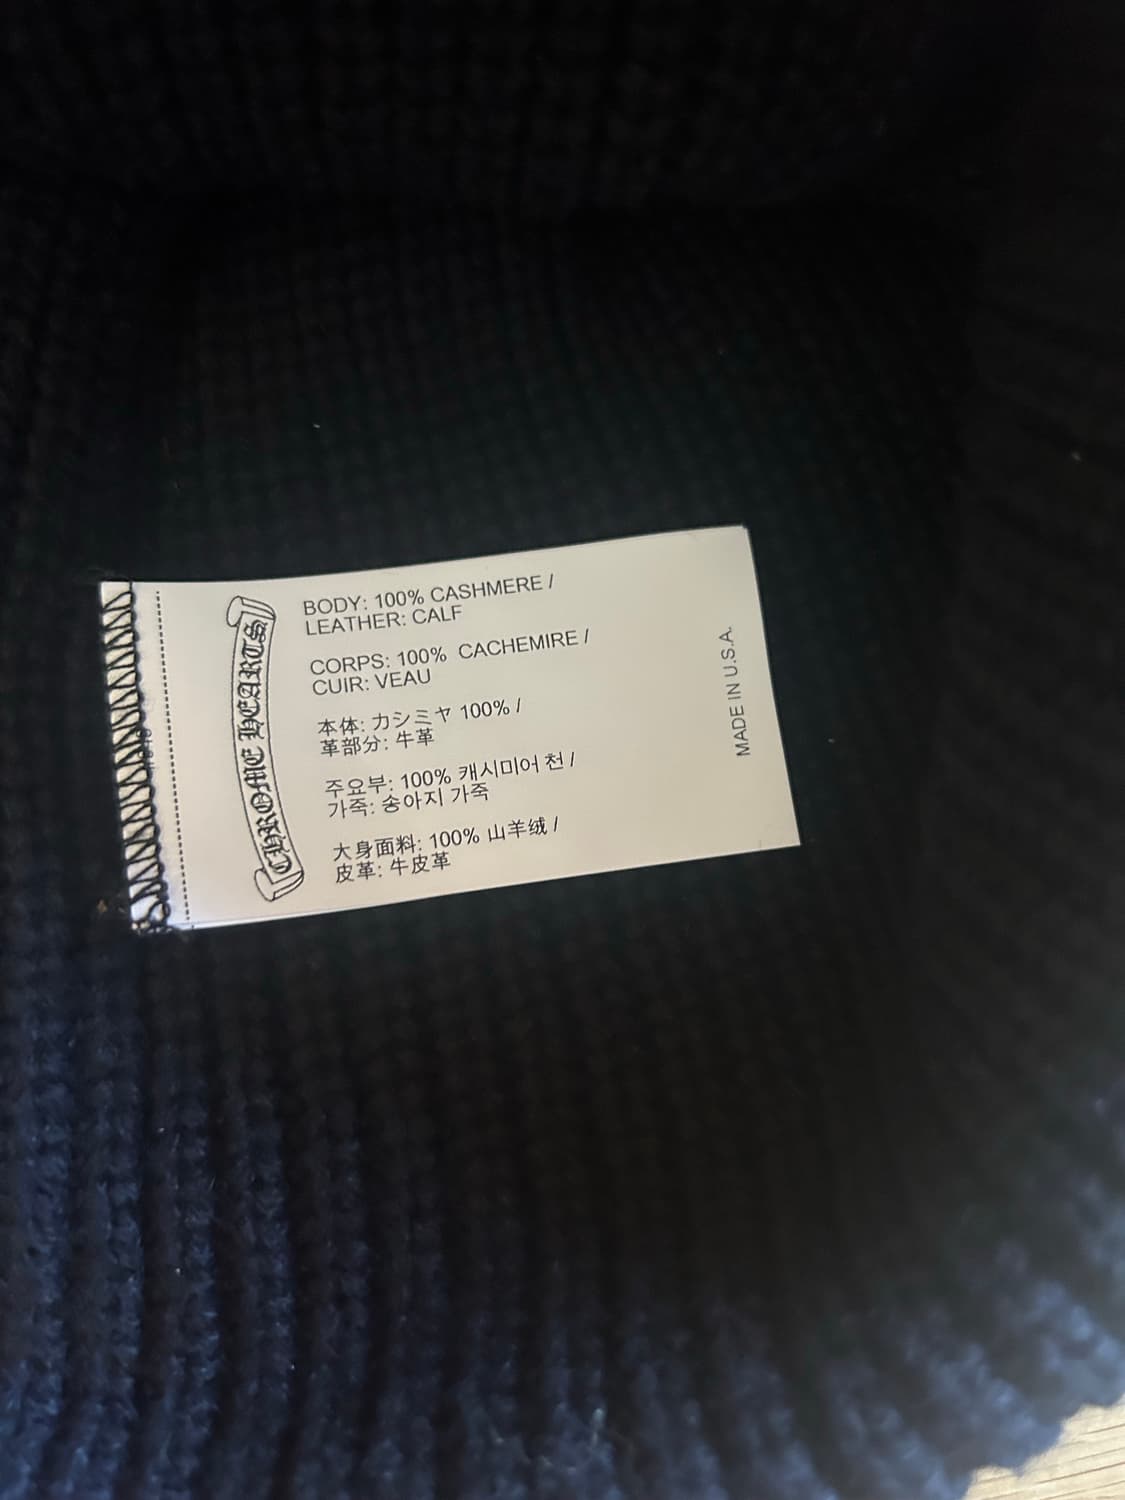 CHROME HEARTS
BODY: 100% CASHMERE /
LEATHER: CALF
CORPS: 100% CACHEMIRE /
CUIR: VEAU
本体: カシミヤ 100% /
革部分: 牛革
주요부: 100% 캐시미어 천 /
가죽: 송아지 가죽
大身面料: 100% 山羊绒 /
皮革: 牛皮革
MADE IN U.S.A.